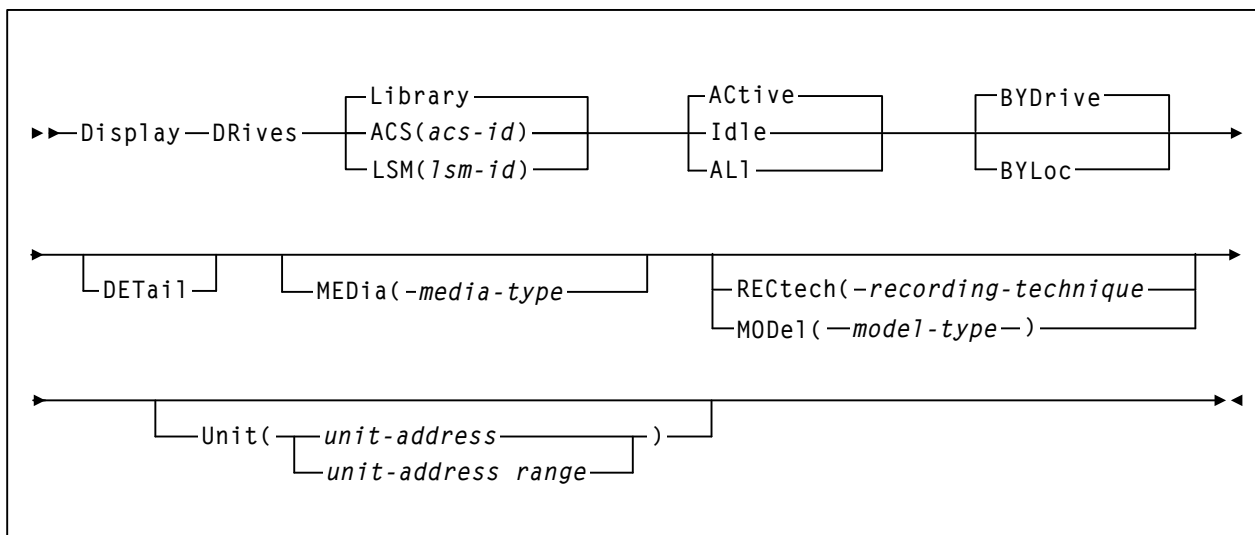 Library
ACtive
BYDrive
Display DRives ACS(acs-id) Idle
LSM(lsm-id) ALl BYLoc
DETail MEDia( media-type RECtech( recording-technique
MODel( model-type )
Unit( unit-address )
unit-address range